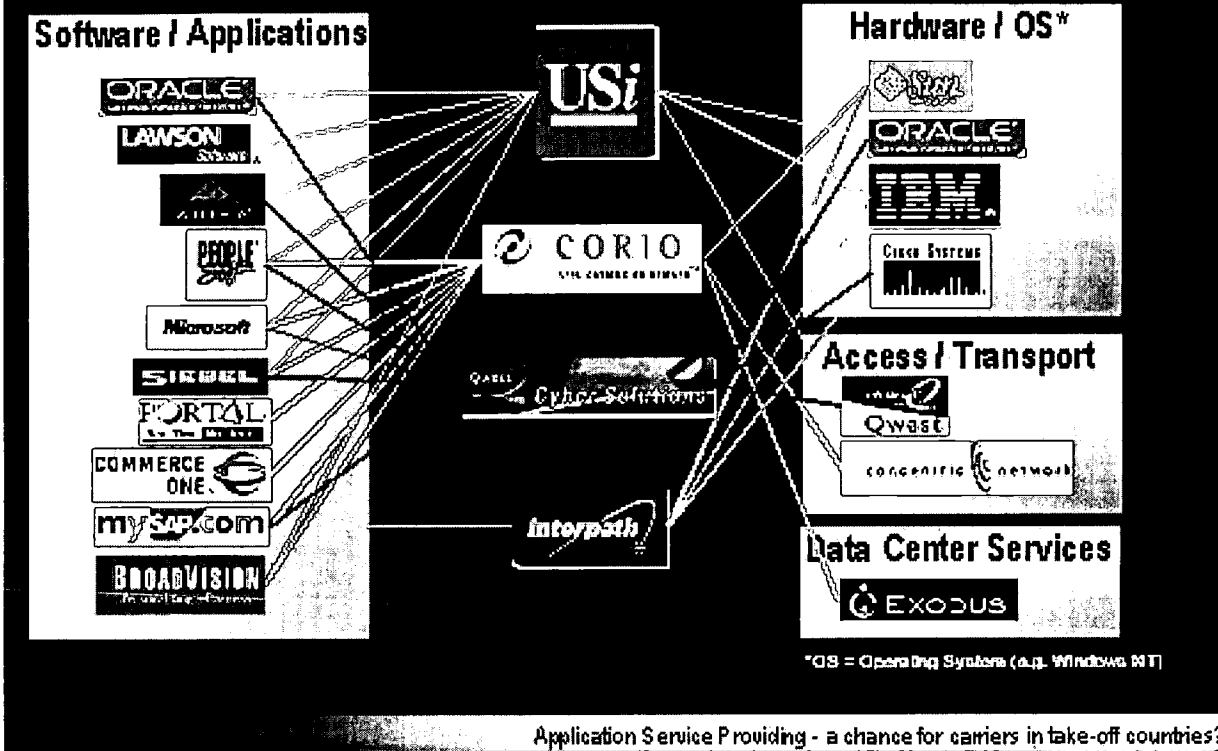 Software / Applications
ORACLE
LAWSON
Software
PEOPLE
Soft
Microsoft
SIEBEL
PORTAL
COMMERCE
ONE
mySAP.com
BROADVISION
USi
CORIO
Qwest
Cyber Solutions
interpath
Hardware / OS*
Sun
ORACLE
IBM
CISCO SYSTEMS
Access / Transport
Qwest
concentric network
Data Center Services
EXODUS
*OS = Operating System (e.g. Windows NT)
Application Service Providing - a chance for carriers in take-off countries?